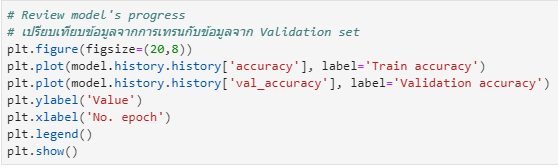 # Review model's progress
# เปรียบเทียบข้อมูลจากการเทรนกับข้อมูลจาก Validation set
plt.figure(figsize=(20,8))
plt.plot(model.history.history['accuracy'], label='Train accuracy')
plt.plot(model.history.history['val_accuracy'], label='Validation accuracy')
plt.ylabel('Value')
plt.xlabel('No. epoch')
plt.legend()
plt.show()